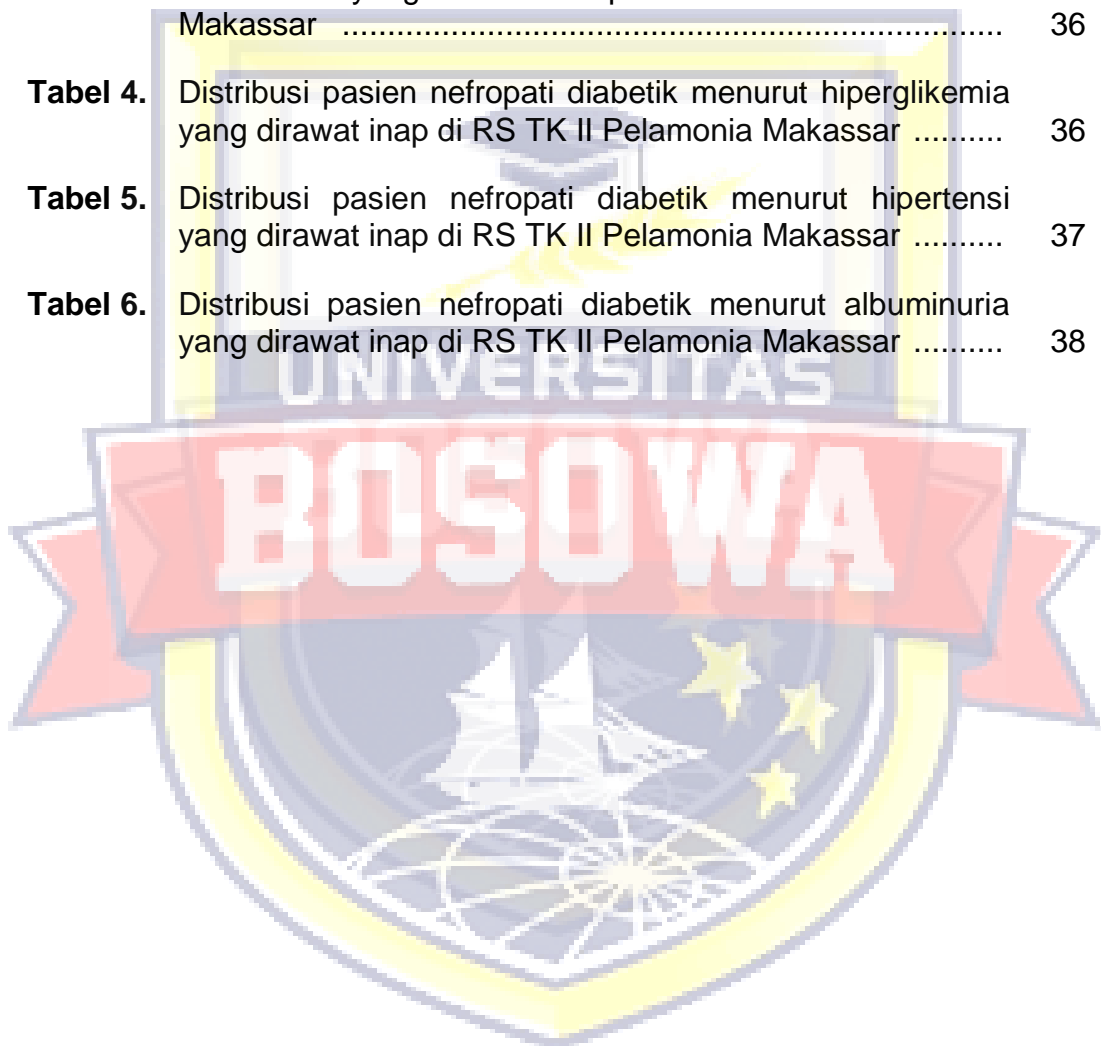 Makassar ........................................................................ 36
Tabel 4. Distribusi pasien nefropati diabetik menurut hiperglikemia
yang dirawat inap di RS TK II Pelamonia Makassar .......... 36
Tabel 5. Distribusi pasien nefropati diabetik menurut hipertensi
yang dirawat inap di RS TK II Pelamonia Makassar .......... 37
Tabel 6. Distribusi pasien nefropati diabetik menurut albuminuria
yang dirawat inap di RS TK II Pelamonia Makassar .......... 38
UNIVERSITAS
BOSOWA